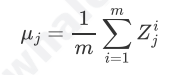 μ_j = \frac{1}{m} \sum_{i=1}^{m} Z_j^i